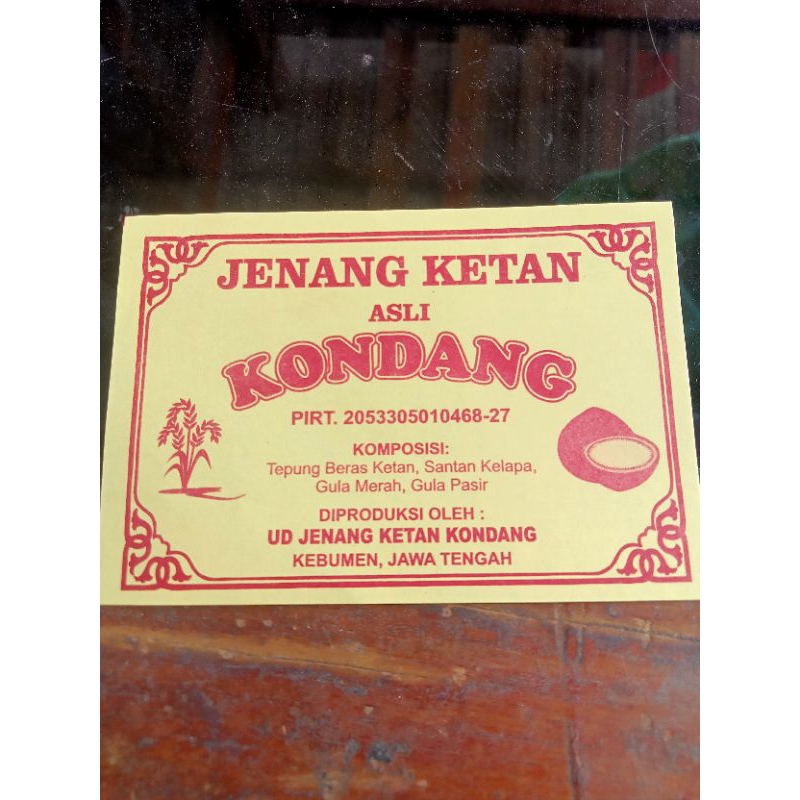 JENANG KETAN
ASLI
KONDANG
PIRT. 2053305010468-27
KOMPOSISI:
Tepung Beras Ketan, Santan Kelapa,
Gula Merah, Gula Pasir
DIPRODUKSI OLEH :
UD JENANG KETAN KONDANG
KEBUMEN, JAWA TENGAH